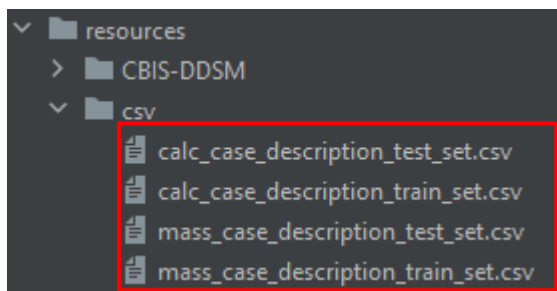 resources
CBIS-DDSM
csv
calc_case_description_test_set.csv
calc_case_description_train_set.csv
mass_case_description_test_set.csv
mass_case_description_train_set.csv